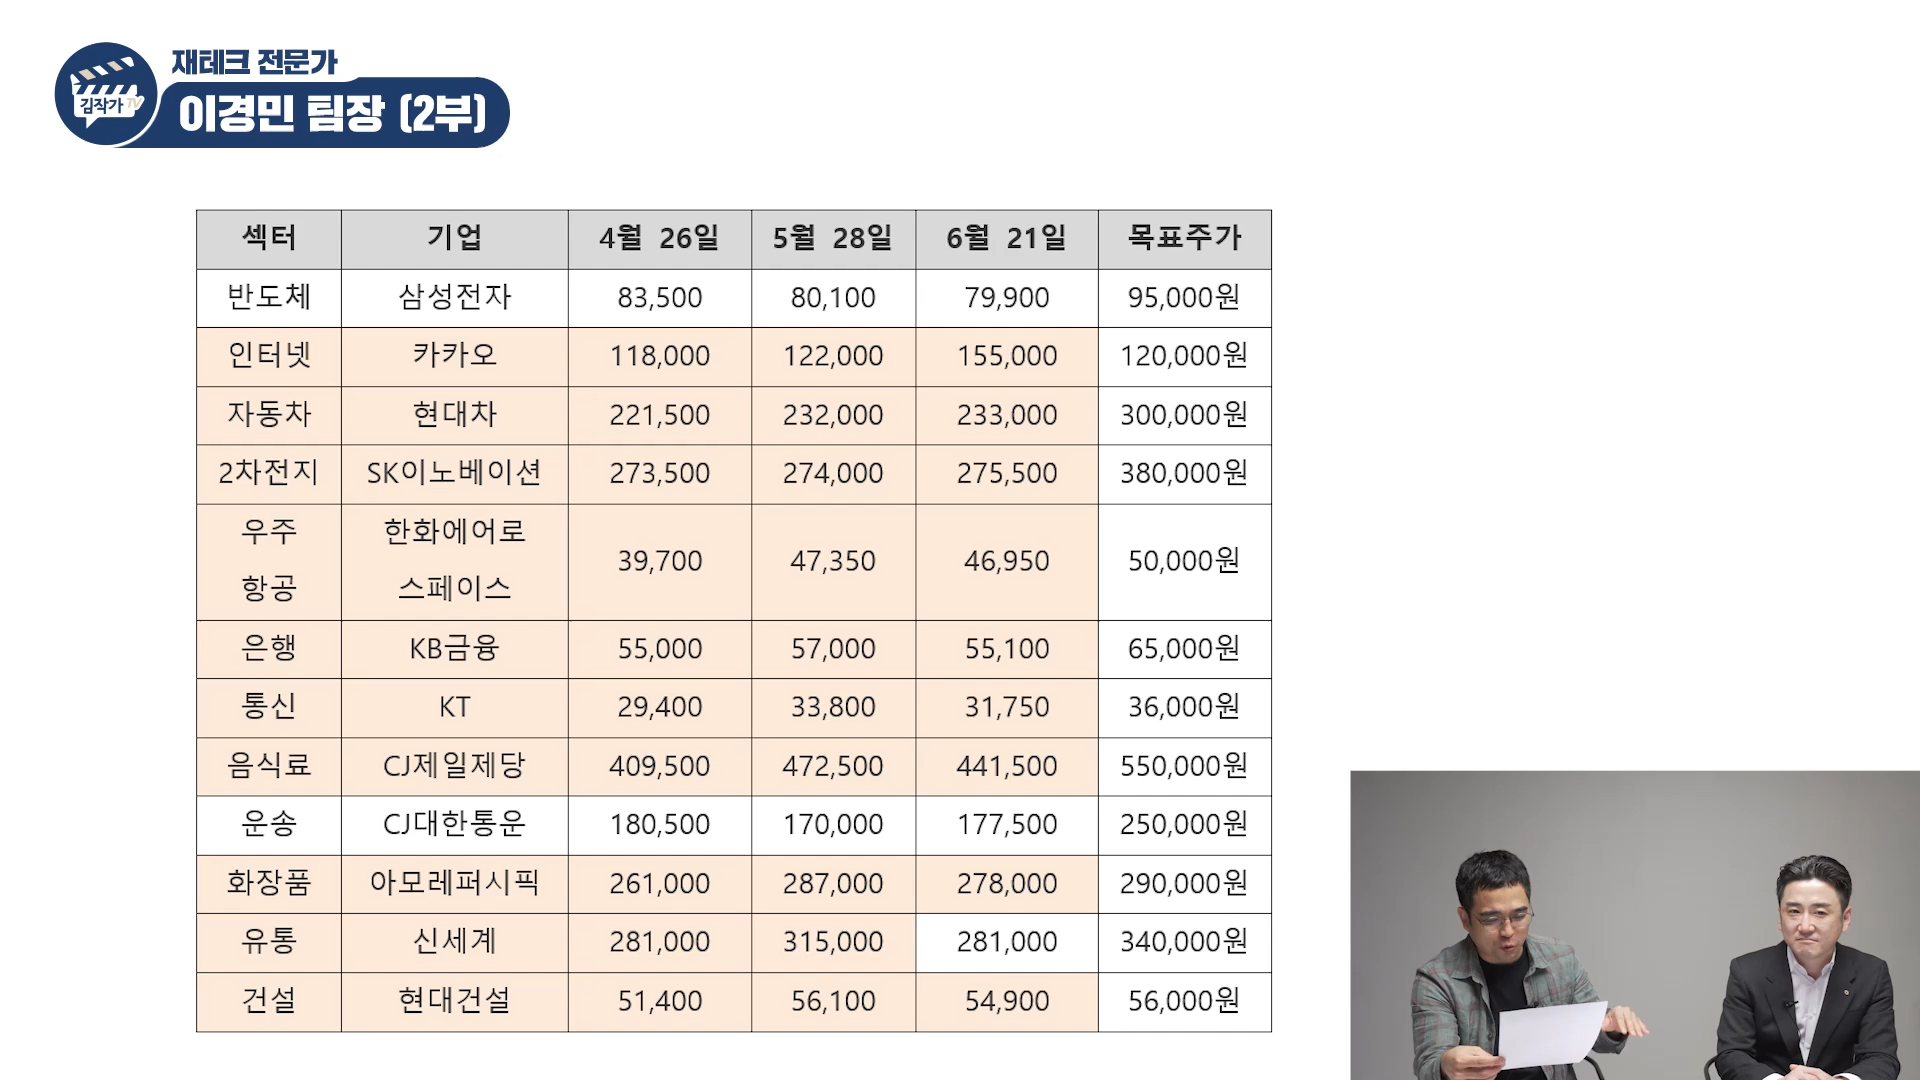 김작가 TV
재테크 전문가
이경민 팀장 (2부)
섹터 기업 4월 26일 5월 28일 6월 21일 목표주가
반도체 삼성전자 83,500 80,100 79,900 95,000원
인터넷 카카오 118,000 122,000 155,000 120,000원
자동차 현대차 221,500 232,000 233,000 300,000원
2차전지 SK이노베이션 273,500 274,000 275,500 380,000원
우주 항공 한화에어로 스페이스 39,700 47,350 46,950 50,000원
은행 KB금융 55,000 57,000 55,100 65,000원
통신 KT 29,400 33,800 31,750 36,000원
음식료 CJ제일제당 409,500 472,500 441,500 550,000원
운송 CJ대한통운 180,500 170,000 177,500 250,000원
화장품 아모레퍼시픽 261,000 287,000 278,000 290,000원
유통 신세계 281,000 315,000 281,000 340,000원
건설 현대건설 51,400 56,100 54,900 56,000원